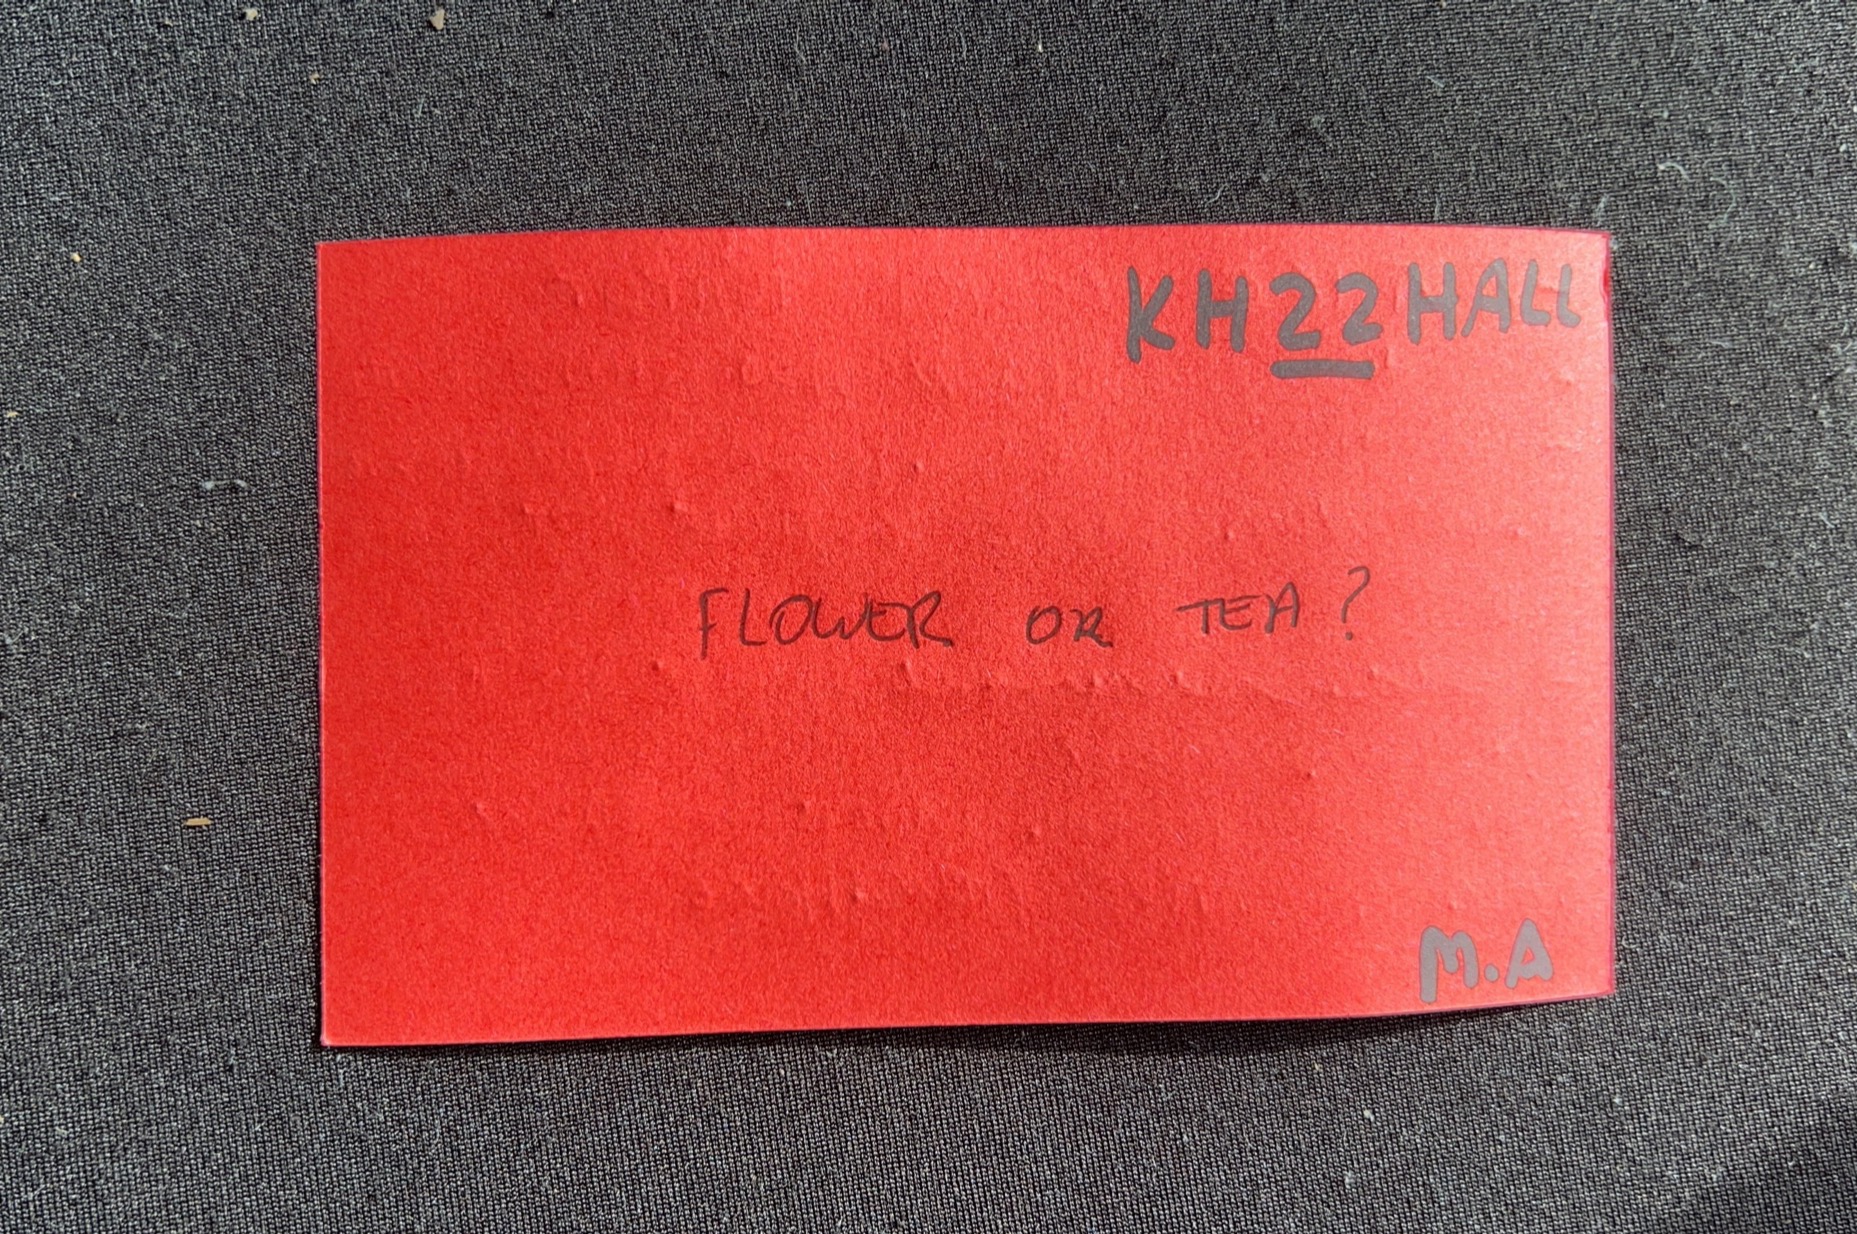 KH22HALL
FLOWER OR TEA?
M.A